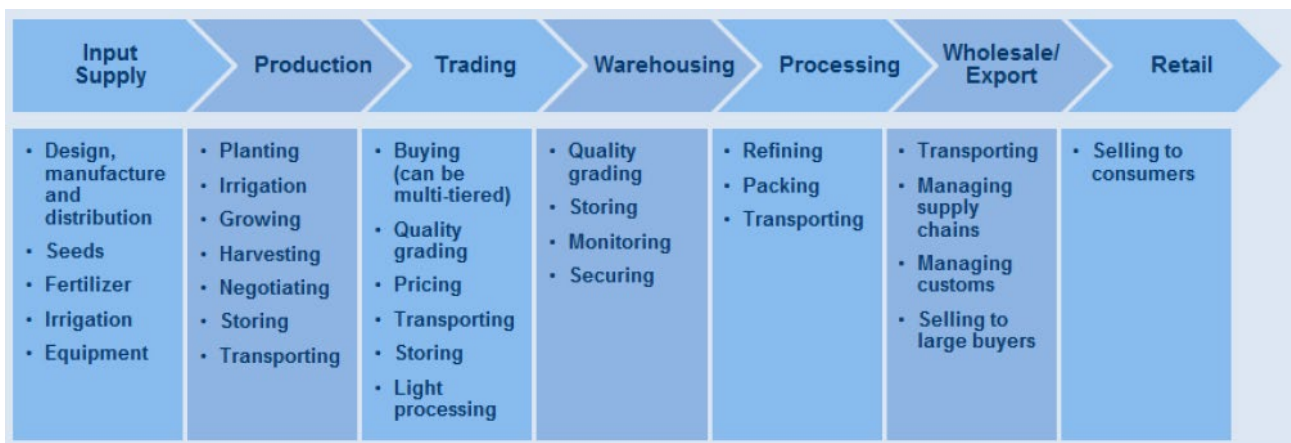 Input
Supply
Production
Trading
Warehousing
Processing
Wholesale/
Export
Retail
• Design,
manufacture
and
distribution
• Seeds
• Fertilizer
• Irrigation
• Equipment
• Planting
• Irrigation
• Growing
• Harvesting
• Negotiating
• Storing
• Transporting
• Buying
(can be
multi-tiered)
• Quality
grading
• Pricing
• Transporting
• Storing
• Light
processing
• Quality
grading
• Storing
• Monitoring
• Securing
• Refining
• Packing
• Transporting
• Transporting
• Managing
supply
chains
• Managing
customs
• Selling to
large buyers
• Selling to
consumers